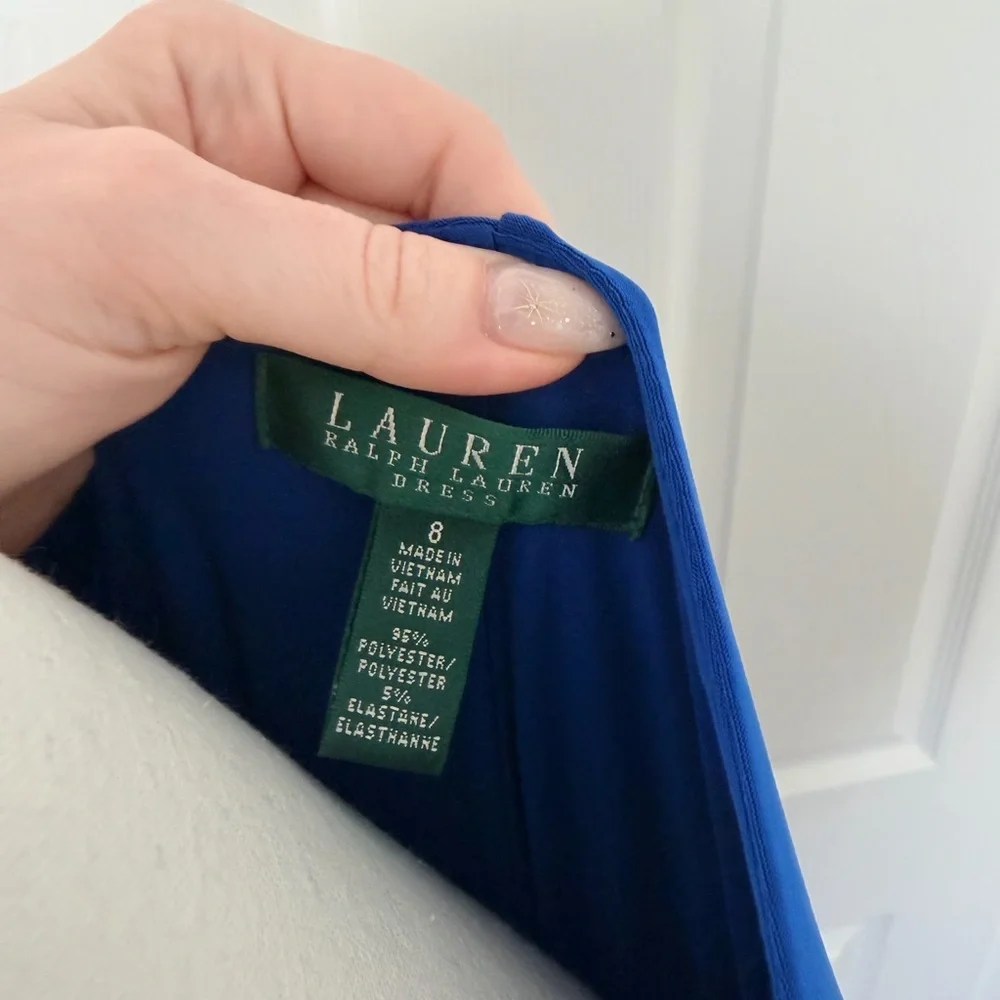 LAUREN
RALPH LAUREN
DRESS
8
MADE IN
VIETNAM
FAIT AU
VIETNAM
95%
POLYESTER/
POLYESTER
5%
ELASTANE/
ELASTHANNE